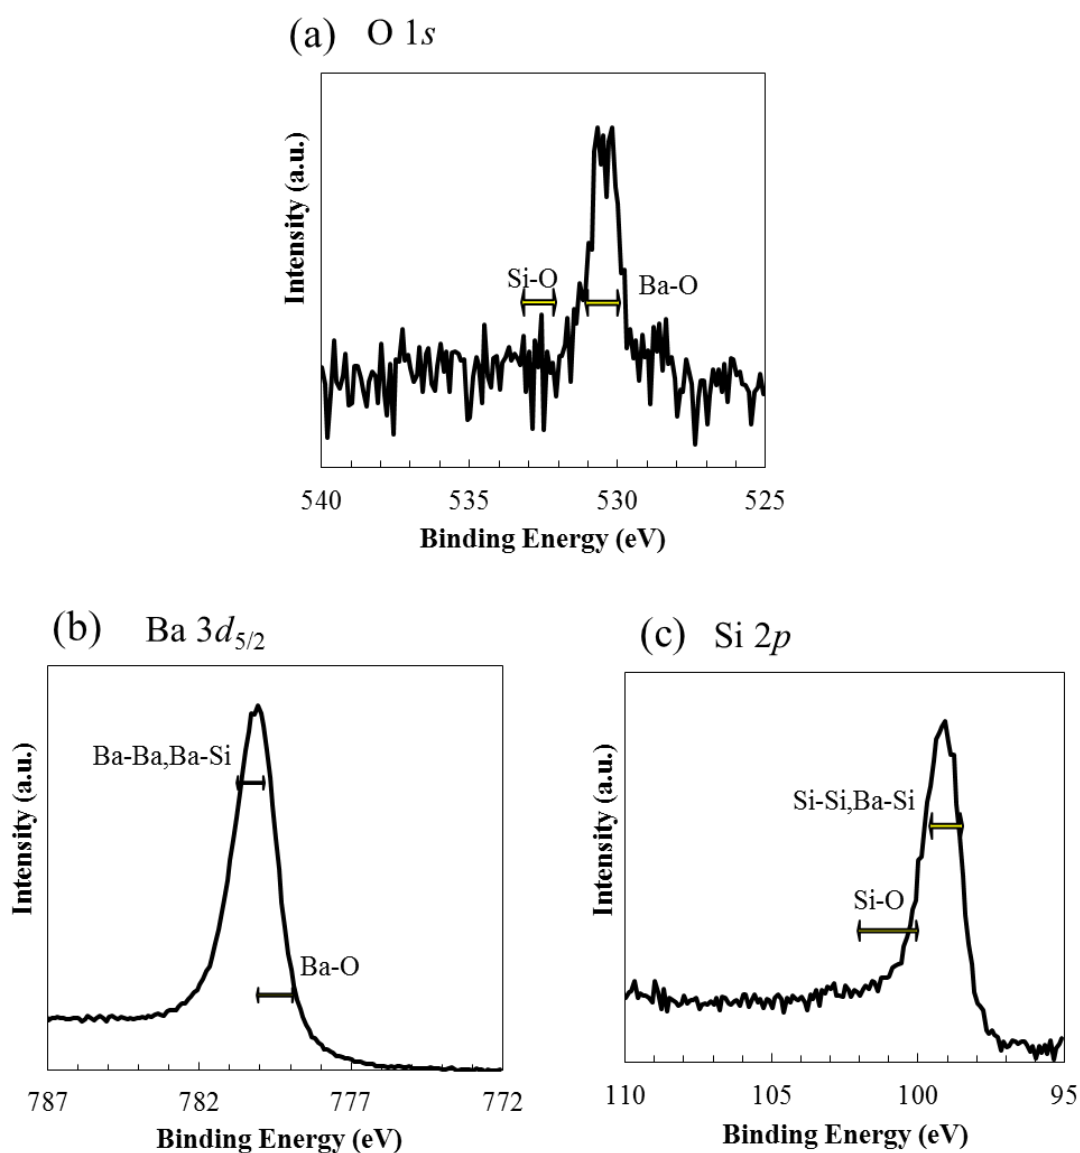 (a) O 1s
Intensity (a.u.)
Si-O
Ba-O
540 535 530 525
Binding Energy (eV)
(b) Ba 3d5/2
Intensity (a.u.)
Ba-Ba,Ba-Si
Ba-O
787 782 777 772
Binding Energy (eV)
(c) Si 2p
Intensity (a.u.)
Si-Si,Ba-Si
Si-O
110 105 100 95
Binding Energy (eV)